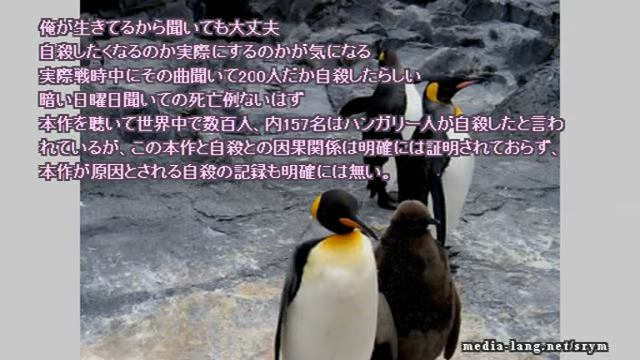 俺が生きてるから聞いても大丈夫
自殺したくなるのか実際にするのかが気になる
実際戦時中にその曲聞いて200人だか自殺したらしい
暗い日曜日聞いての死亡例ないはず
本作を聴いて世界中で数百人、内157名はハンガリー人が自殺したと言わ
れているが、この本作と自殺との因果関係は明確には証明されておらず、
本作が原因とされる自殺の記録も明確には無い。
media-lang.net/srym